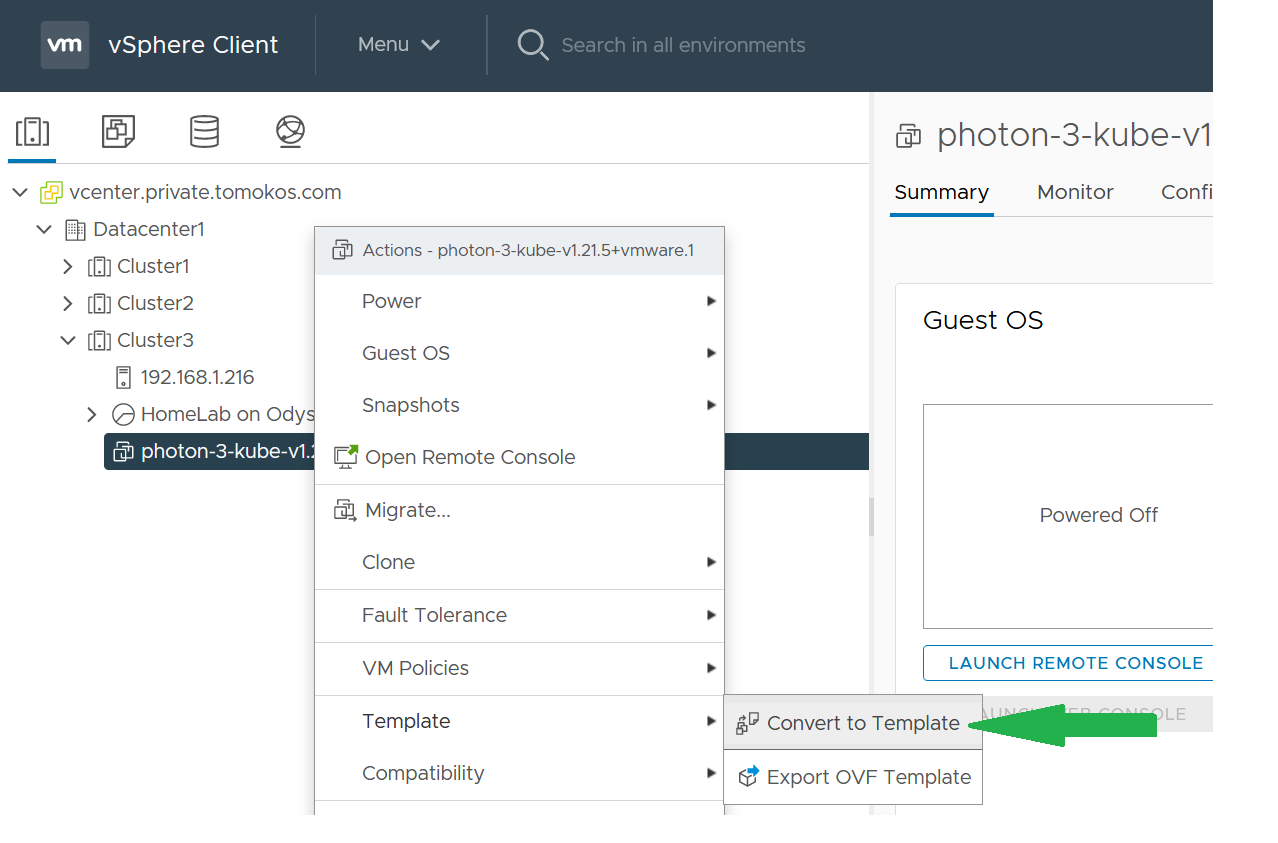 vm vSphere Client Menu Search in all environments
vcenter.private.tomokos.com
Datacenter1
Cluster1
Cluster2
Cluster3
192.168.1.216
HomeLab on Odys
photon-3-kube-v1.2
Actions - photon-3-kube-v1.21.5+vmware.1
Power
Guest OS
Snapshots
Open Remote Console
Migrate...
Clone
Fault Tolerance
VM Policies
Template
Compatibility
Convert to Template
Export OVF Template
photon-3-kube-v1
Summary Monitor Confi
Guest OS
Powered Off
LAUNCH REMOTE CONSOLE
CONSOLE